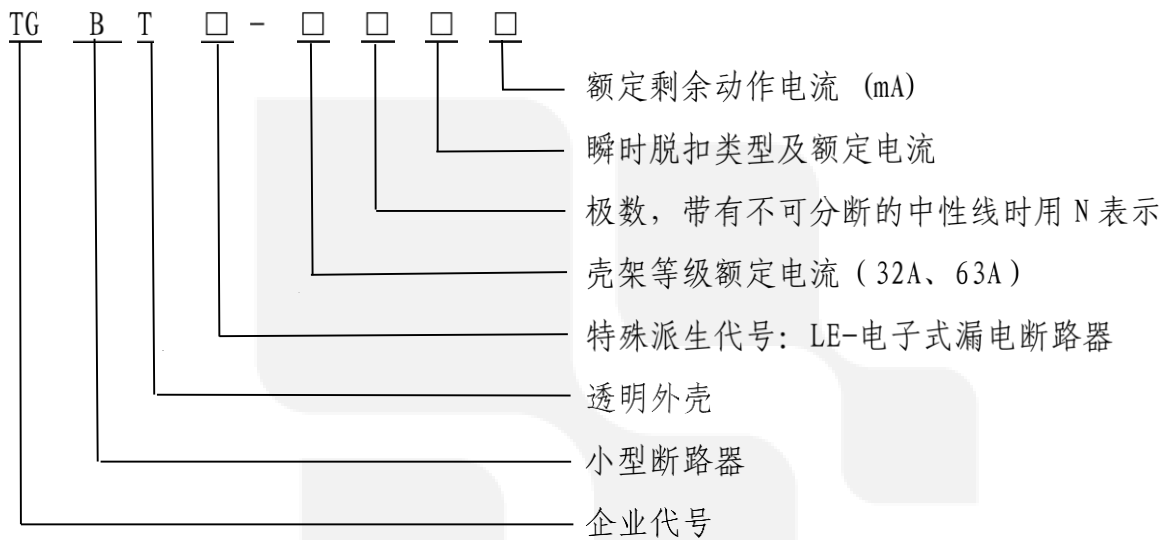 TG B T □ - □ □ □ □
额定剩余动作电流 (mA)
瞬时脱扣类型及额定电流
极数，带有不可分断的中性线时用 N 表示
壳架等级额定电流（32A、63A）
特殊派生代号：LE-电子式漏电断路器
透明外壳
小型断路器
企业代号